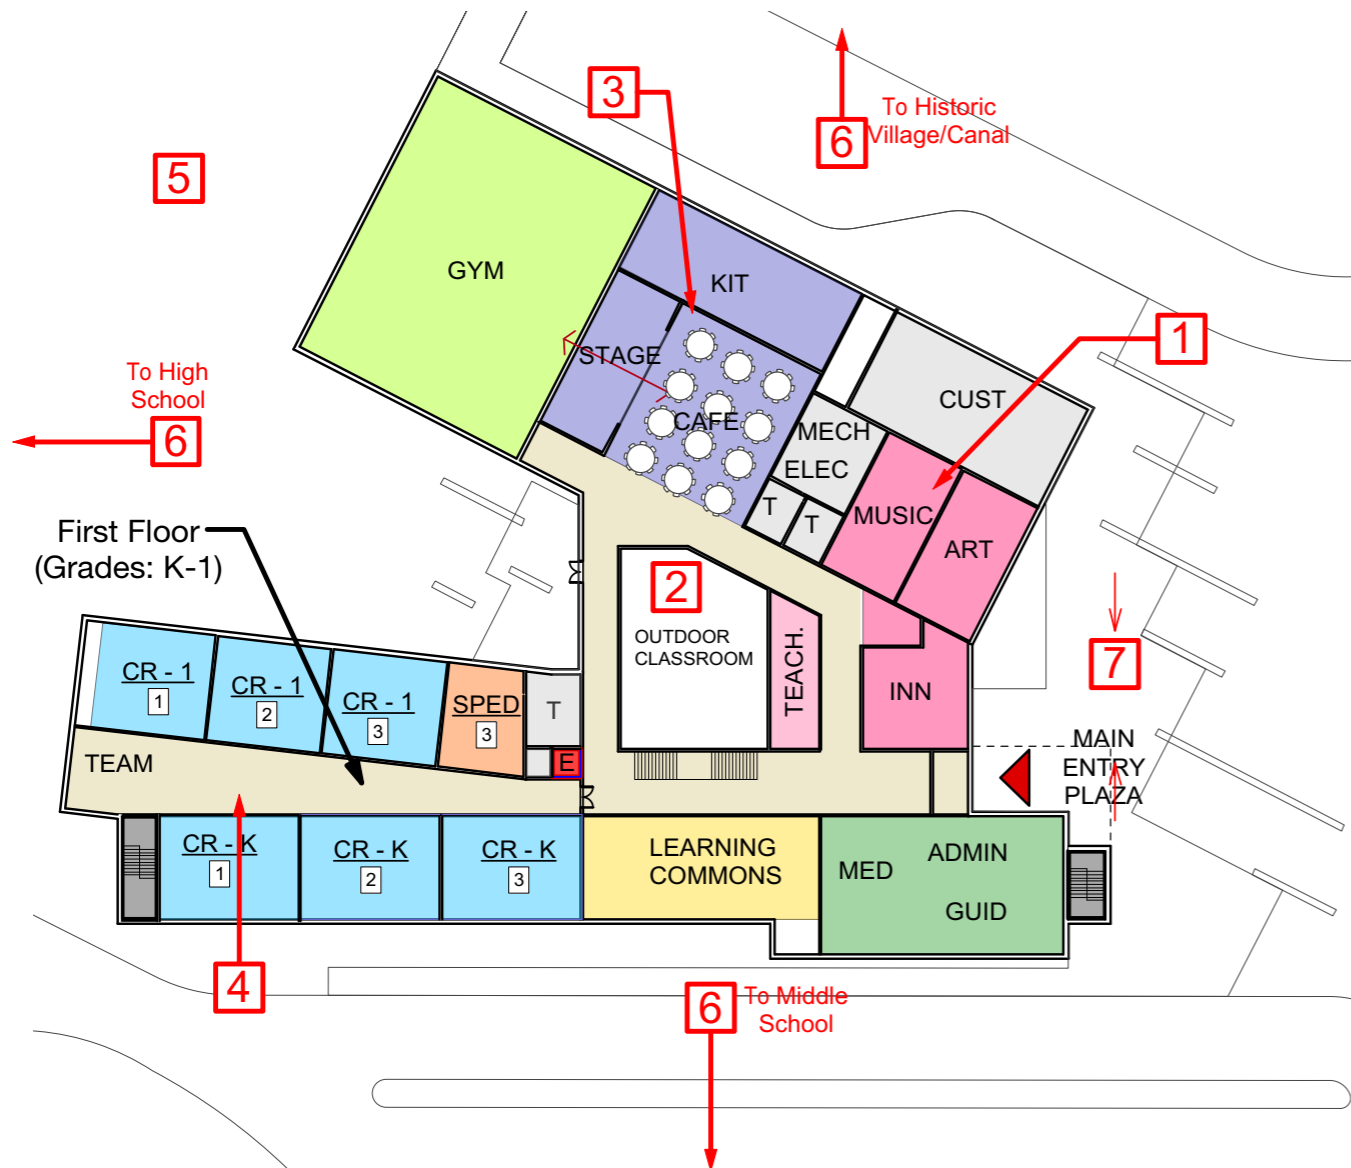 3
To Historic
Village/Canal
6
5
GYM
KIT
1
STAGE
To High
School
6
CAFE
CUST
MECH
ELEC
T
T
MUSIC
ART
First Floor
(Grades: K-1)
2
OUTDOOR
CLASSROOM
TEACH.
INN
7
CR - 1
1
CR - 1
2
CR - 1
3
SPED
3
T
E
TEAM
MAIN
ENTRY
PLAZA
CR - K
1
CR - K
2
CR - K
3
LEARNING
COMMONS
MED
ADMIN
GUID
4
6
To Middle
School